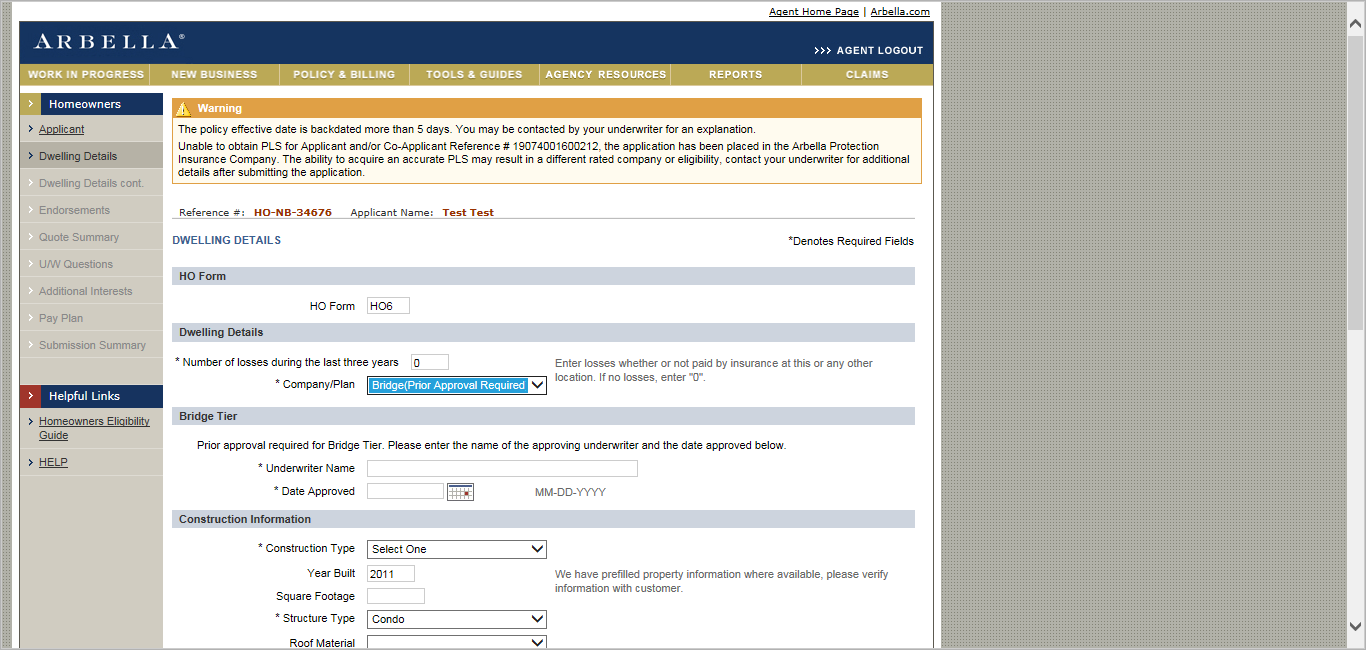 Agent Home Page | Arbella.com
ARBELLA®
>>> AGENT LOGOUT
WORK IN PROGRESS NEW BUSINESS POLICY & BILLING TOOLS & GUIDES AGENCY RESOURCES REPORTS CLAIMS
Homeowners
Applicant
Dwelling Details
Dwelling Details cont.
Endorsements
Quote Summary
U/W Questions
Additional Interests
Pay Plan
Submission Summary
Helpful Links
Homeowners Eligibility
Guide
HELP
Warning
The policy effective date is backdated more than 5 days. You may be contacted by your underwriter for an explanation.
Unable to obtain PLS for Applicant and/or Co-Applicant Reference # 19074001600212, the application has been placed in the Arbella Protection
Insurance Company. The ability to acquire an accurate PLS may result in a different rated company or eligibility, contact your underwriter for additional
details after submitting the application.
Reference #: HO-NB-34676 Applicant Name: Test Test
DWELLING DETAILS
*Denotes Required Fields
HO Form
HO Form HO6
Dwelling Details
* Number of losses during the last three years 0
Enter losses whether or not paid by insurance at this or any other
location. If no losses, enter "0".
* Company/Plan Bridge(Prior Approval Required
Bridge Tier
Prior approval required for Bridge Tier. Please enter the name of the approving underwriter and the date approved below.
* Underwriter Name
* Date Approved MM-DD-YYYY
Construction Information
* Construction Type Select One
Year Built 2011
We have prefilled property information where available, please verify
information with customer.
Square Footage
* Structure Type Condo
Roof Material